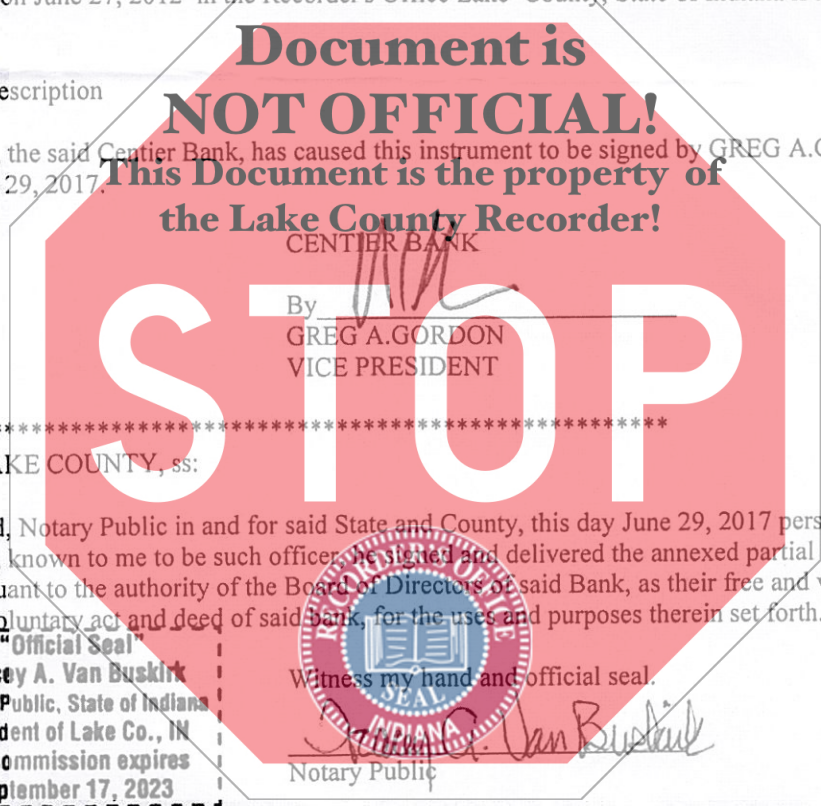 on June 27, 2012 in the Recorder's Office Lake County, State of Indiana
Document is
NOT OFFICIAL!
escription
the said Centier Bank, has caused this instrument to be signed by GREG A.G
29, 2017.
This Document is the property of
the Lake County Recorder!
CENTIER BANK
By
STOP
GREG A.GORDON
VICE PRESIDENT
**************************************************
AKE COUNTY, ss:
d, Notary Public in and for said State and County, this day June 29, 2017 pers
known to me to be such officer, he signed and delivered the annexed partial
uant to the authority of the Board of Directors of said Bank, as their free and v
oluntary act and deed of said bank, for the uses and purposes therein set forth.
RECORDER'S OFFICE
SEAL
INDIANA
"Official Seal"
cey A. Van Buskirk
Public, State of Indiana
dent of Lake Co., IN
ommission expires
ptember 17, 2023
Witness my hand and official seal.
Tracey A. Van Buskirk
Notary Public